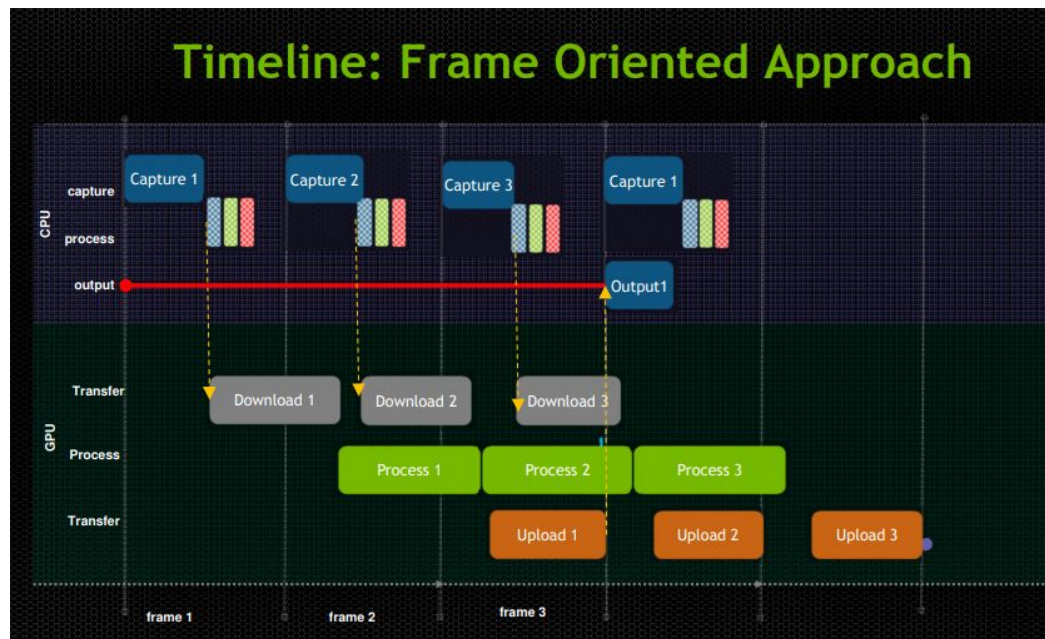 Timeline: Frame Oriented Approach
CPU
capture
Capture 1
Capture 2
Capture 3
Capture 1
process
output
Output1
GPU
Transfer
Download 1
Download 2
Download 3
Process
Process 1
Process 2
Process 3
Transfer
Upload 1
Upload 2
Upload 3
frame 1
frame 2
frame 3